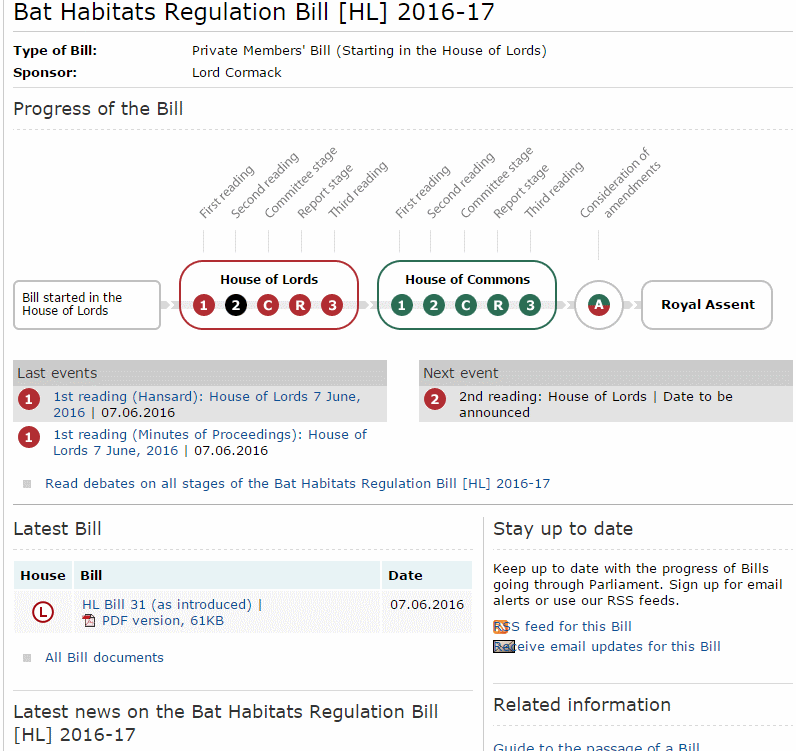 Bat Habitats Regulation Bill [HL] 2016-17
Type of Bill: Private Members' Bill (Starting in the House of Lords)
Sponsor: Lord Cormack
Progress of the Bill
First reading
Second reading
Committee stage
Report stage
Third reading
First reading
Second reading
Committee stage
Report stage
Third reading
Consideration of
amendments
Bill started in the
House of Lords
House of Lords
1 2 C R 3
House of Commons
1 2 C R 3
A
Royal Assent
Last events
1 1st reading (Hansard): House of Lords 7 June,
2016 | 07.06.2016
1 1st reading (Minutes of Proceedings): House of
Lords 7 June, 2016 | 07.06.2016
Next event
2 2nd reading: House of Lords | Date to be
announced
Read debates on all stages of the Bat Habitats Regulation Bill [HL] 2016-17
Latest Bill
House Bill Date
L HL Bill 31 (as introduced) | 07.06.2016
PDF version, 61KB
All Bill documents
Latest news on the Bat Habitats Regulation Bill
[HL] 2016-17
Stay up to date
Keep up to date with the progress of Bills
going through Parliament. Sign up for email
alerts or use our RSS feeds.
RSS feed for this Bill
Receive email updates for this Bill
Related information
Guide to the passage of a Bill